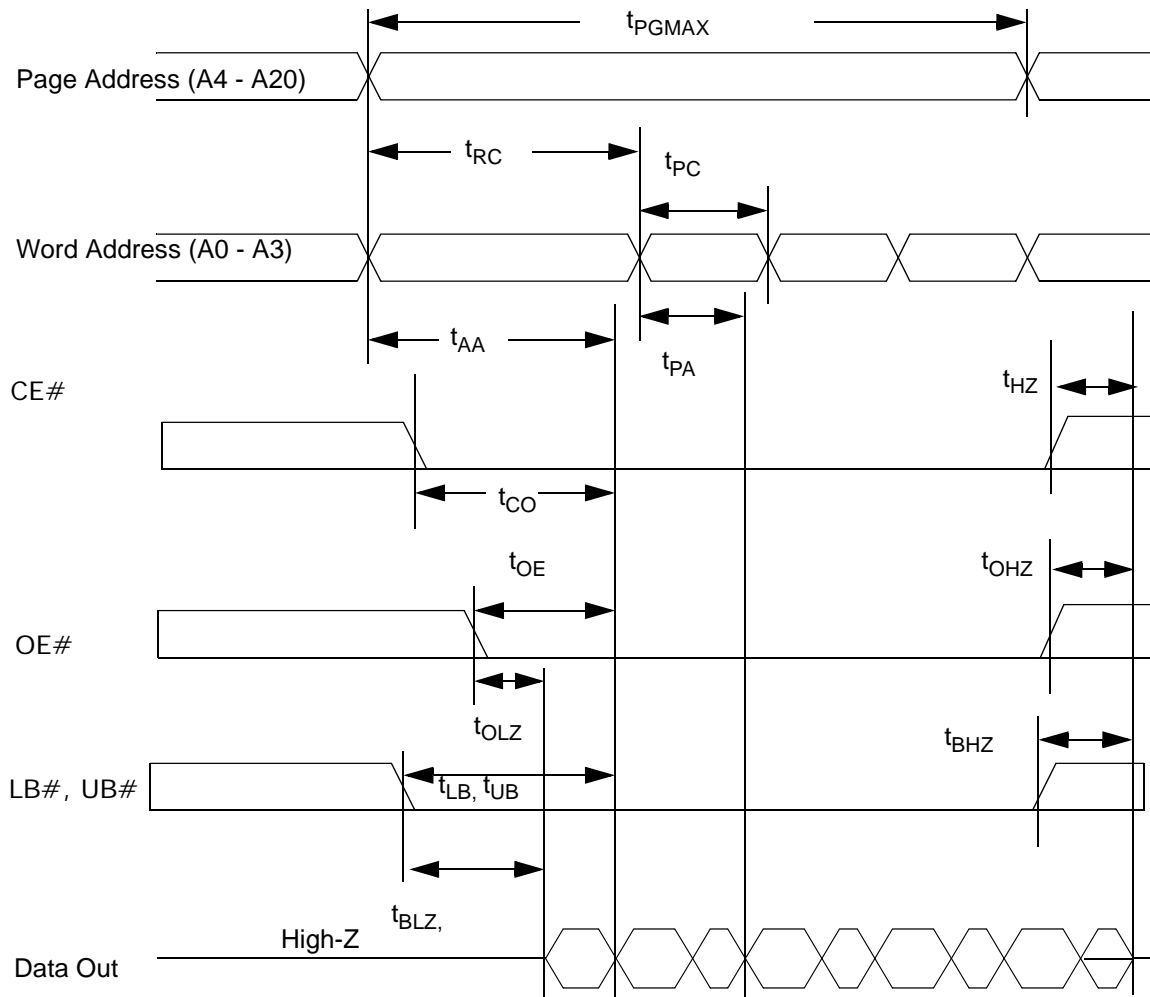 tPGMAX
Page Address (A4 - A20)
tRC
tPC
Word Address (A0 - A3)
tAA
tPA
tHZ
CE#
tCO
tOE
tOHZ
OE#
tOLZ
tBHZ
LB#, UB#
tLB, tUB
tBLZ,
High-Z
Data Out